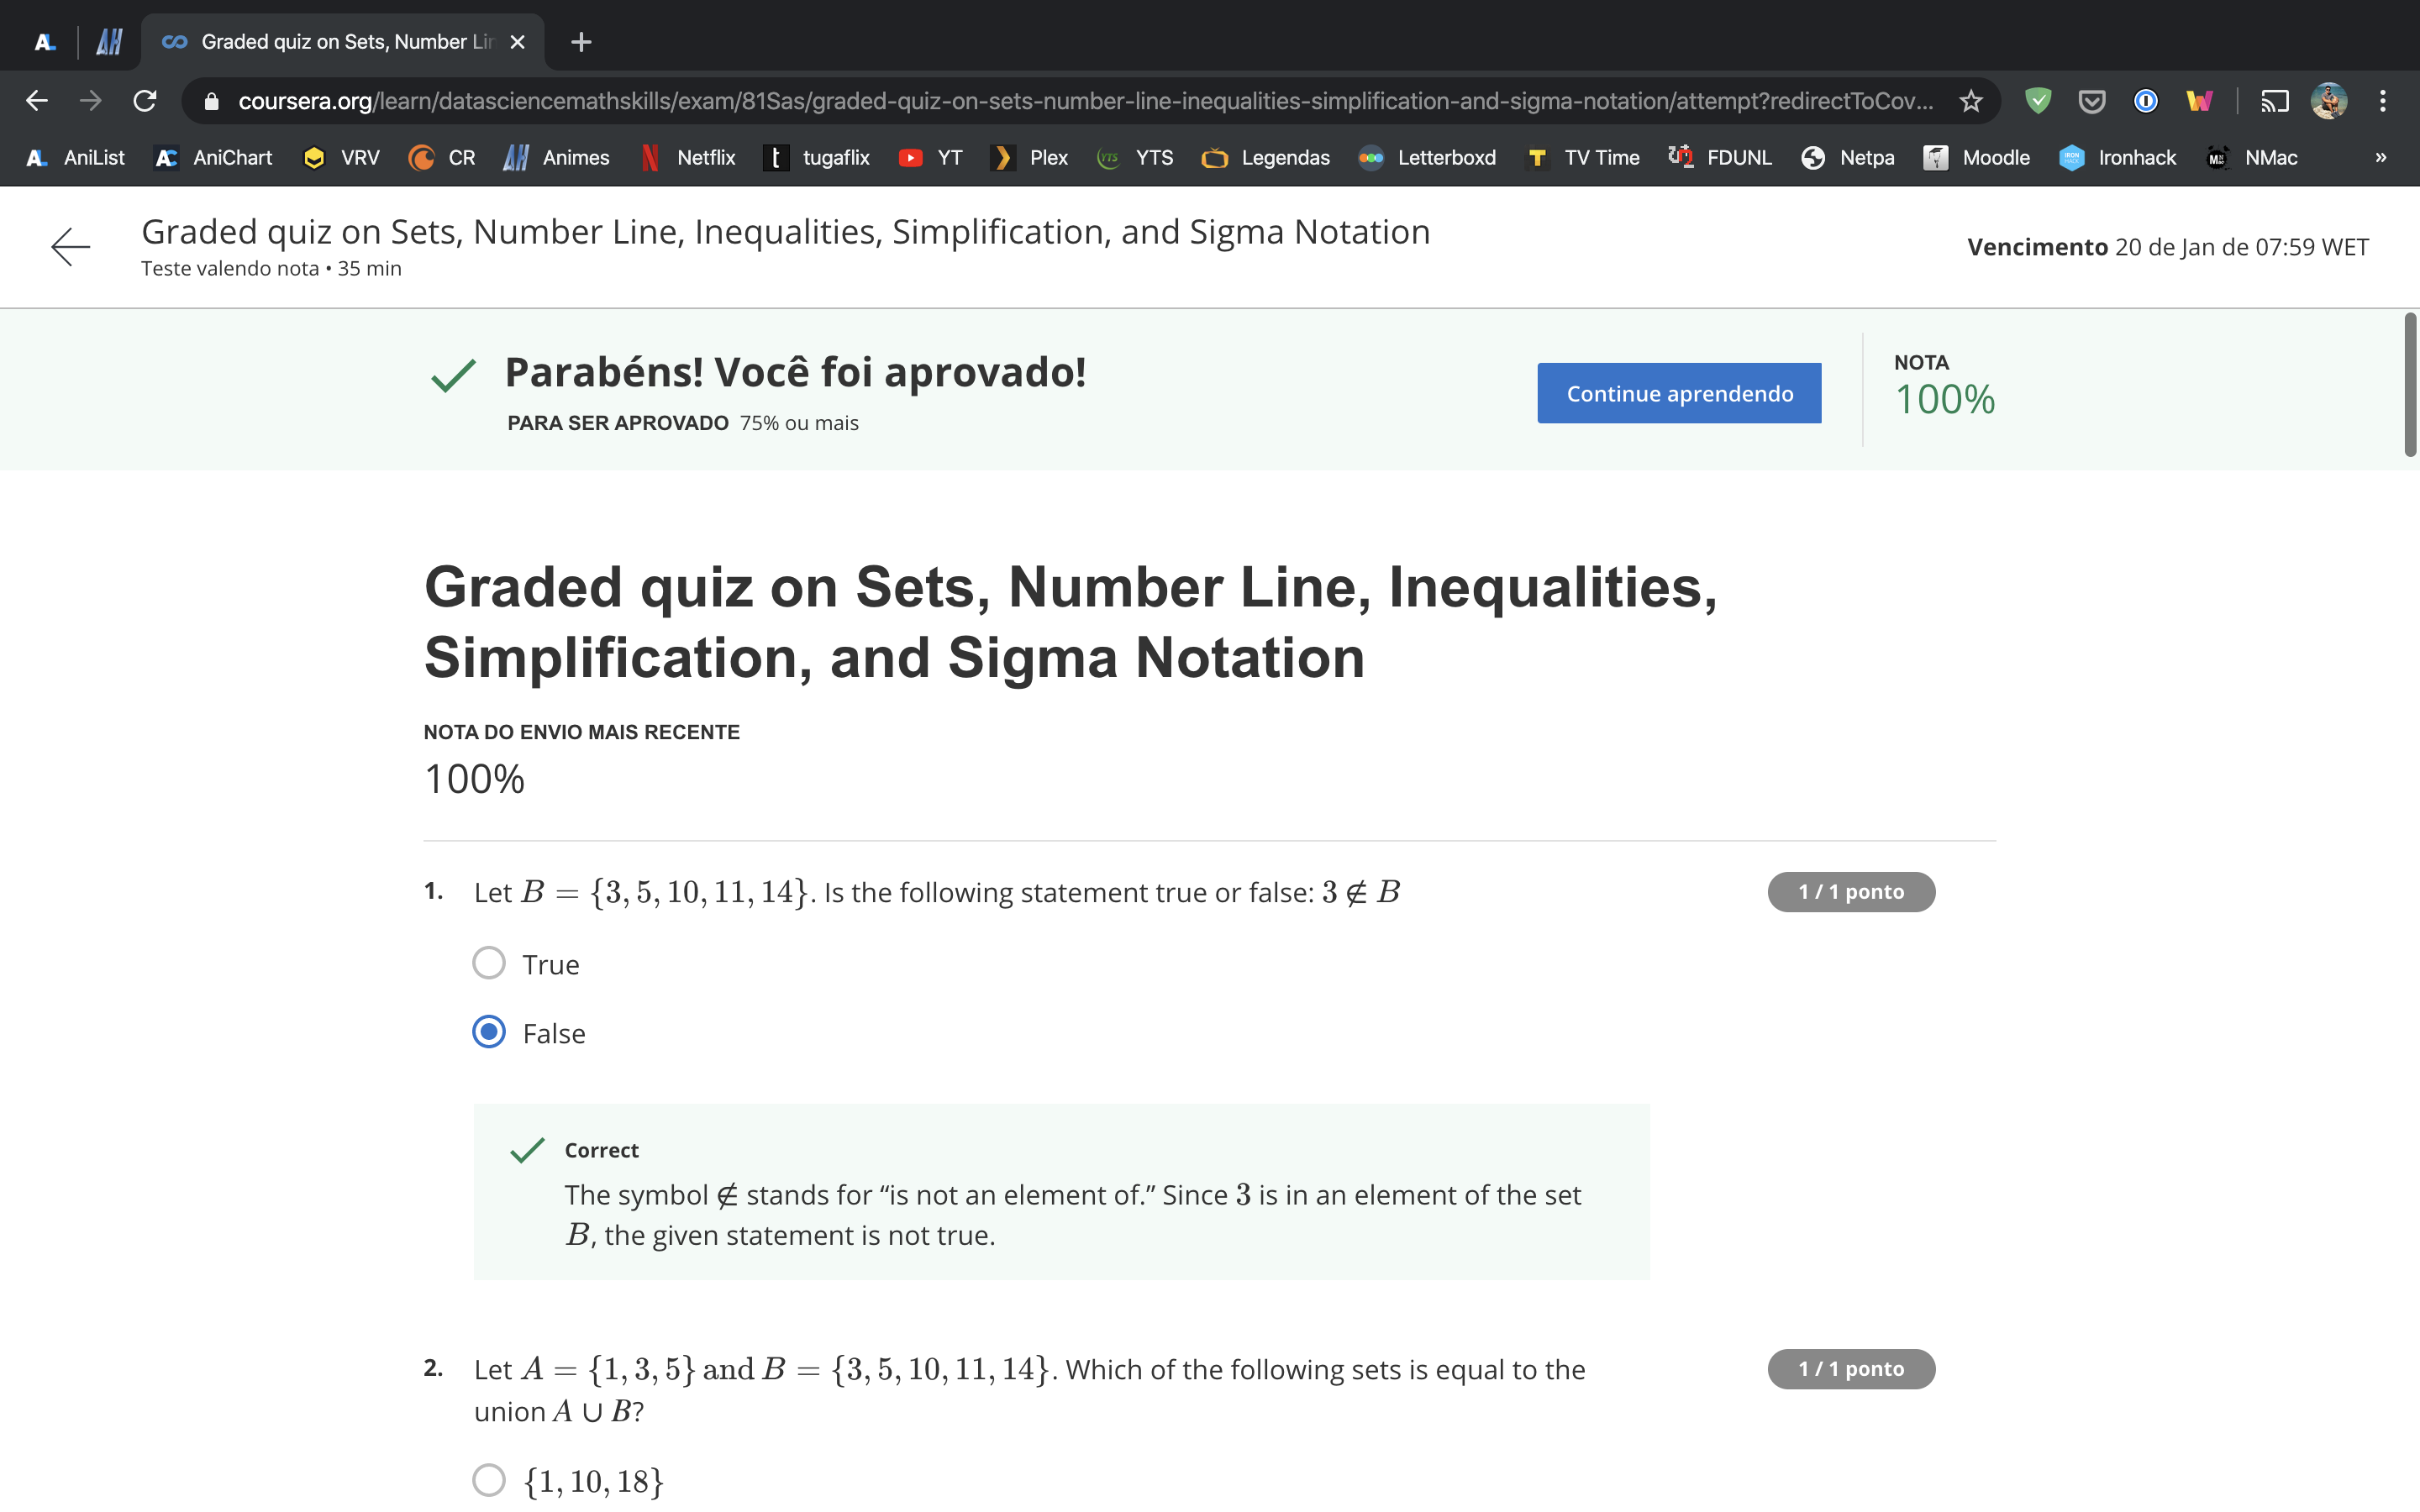 Graded quiz on Sets, Number Lin
coursera.org/learn/datasciencemathskills/exam/81Sas/graded-quiz-on-sets-number-line-inequalities-simplification-and-sigma-notation/attempt?redirectToCov...
AniList AniChart VRV CR Animes Netflix tugaflix YT Plex YTS Legendas Letterboxd TV Time FDUNL Netpa Moodle Ironhack NMac »
Graded quiz on Sets, Number Line, Inequalities, Simplification, and Sigma Notation
Teste valendo nota • 35 min
Vencimento 20 de Jan de 07:59 WET
Parabéns! Você foi aprovado!
PARA SER APROVADO 75% ou mais
Continue aprendendo
NOTA
100%
Graded quiz on Sets, Number Line, Inequalities,
Simplification, and Sigma Notation
NOTA DO ENVIO MAIS RECENTE
100%
1. Let B = {3, 5, 10, 11, 14}. Is the following statement true or false: 3 ∉ B
1 / 1 ponto
True
False
Correct
The symbol ∉ stands for “is not an element of.” Since 3 is in an element of the set
B, the given statement is not true.
2. Let A = {1, 3, 5} and B = {3, 5, 10, 11, 14}. Which of the following sets is equal to the
union A ∪ B?
1 / 1 ponto
{1, 10, 18}